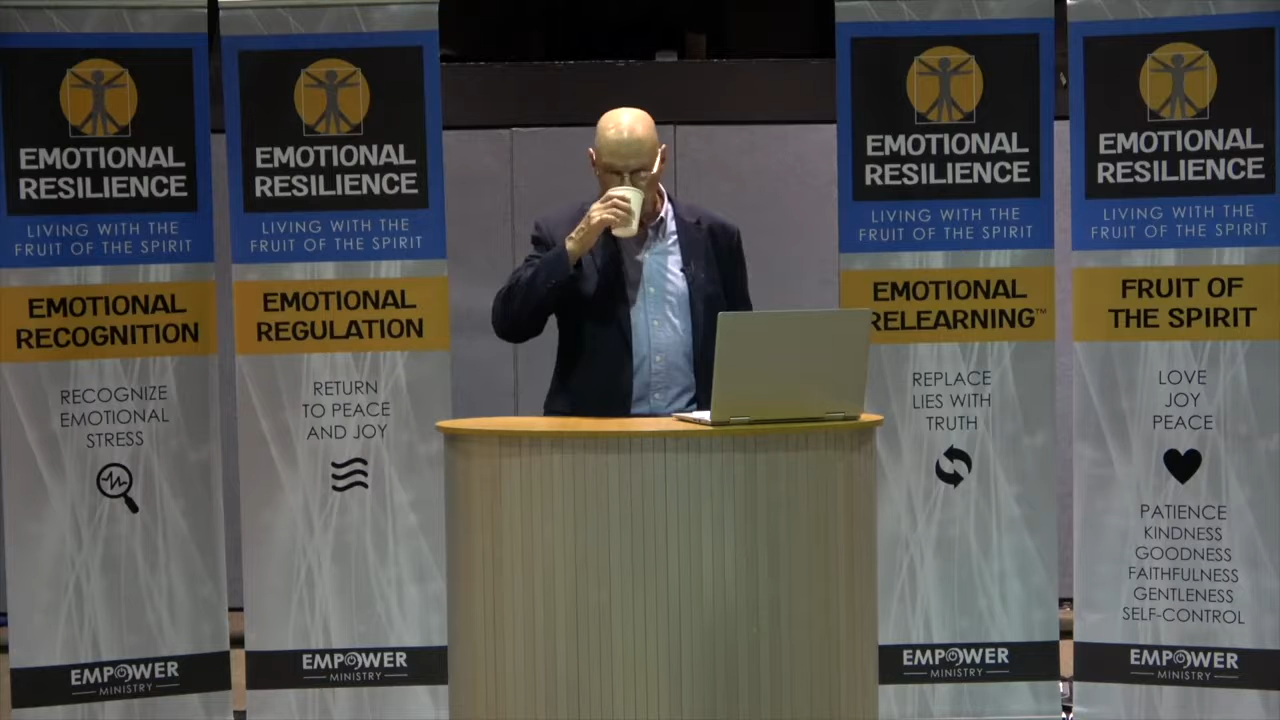 EMOTIONAL
RESILIENCE
LIVING WITH THE
FRUIT OF THE SPIRIT
EMOTIONAL
RECOGNITION
RECOGNIZE
EMOTIONAL
STRESS
EMPOWER
MINISTRY
EMOTIONAL
RESILIENCE
LIVING WITH THE
FRUIT OF THE SPIRIT
EMOTIONAL
REGULATION
RETURN
TO PEACE
AND JOY
EMPOWER
MINISTRY
EMOTIONAL
RESILIENCE
LIVING WITH THE
FRUIT OF THE SPIRIT
EMOTIONAL
RELEARNING™
REPLACE
LIES WITH
TRUTH
EMPOWER
MINISTRY
EMOTIONAL
RESILIENCE
LIVING WITH THE
FRUIT OF THE SPIRIT
FRUIT OF
THE SPIRIT
LOVE
JOY
PEACE
PATIENCE
KINDNESS
GOODNESS
FAITHFULNESS
GENTLENESS
SELF-CONTROL
EMPOWER
MINISTRY